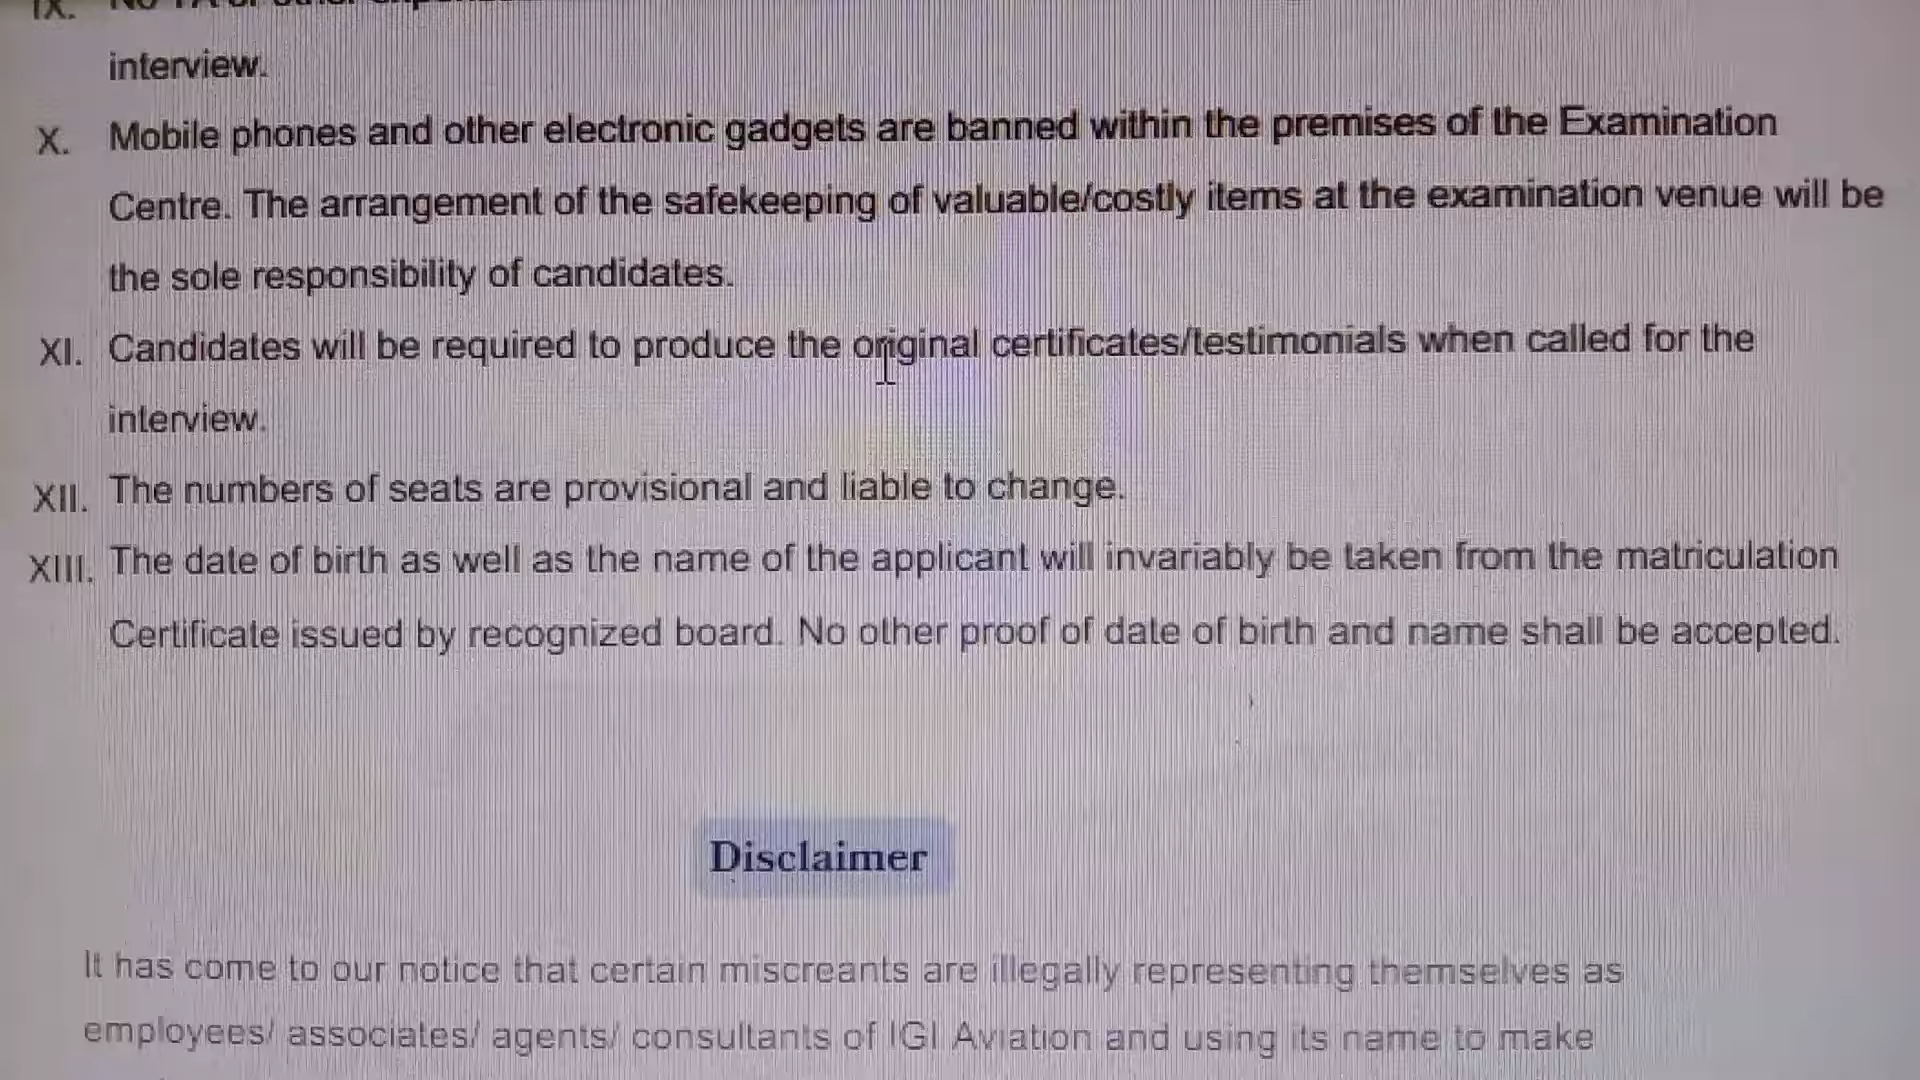 IX. No TA or other
interview.
X. Mobile phones and other electronic gadgets are banned within the premises of the Examination
Centre. The arrangement of the safekeeping of valuable/costly items at the examination venue will be
the sole responsibility of candidates.
XI. Candidates will be required to produce the original certificates/testimonials when called for the
interview.
XII. The numbers of seats are provisional and liable to change.
XIII. The date of birth as well as the name of the applicant will invariably be taken from the matriculation
Certificate issued by recognized board. No other proof of date of birth and name shall be accepted.
Disclaimer
It has come to our notice that certain miscreants are illegally representing themselves as
employees/ associates/ agents/ consultants of IGI Aviation and using its name to make